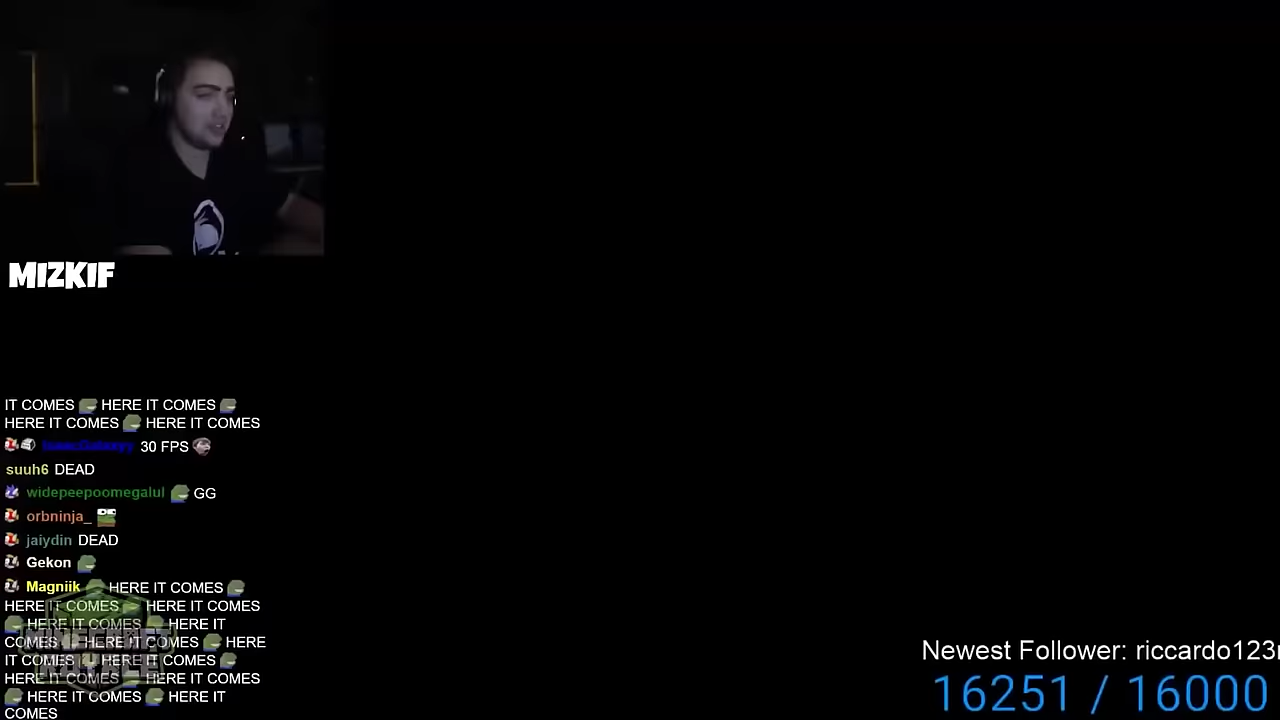 MIZKIF
IT COMES HERE IT COMES
HERE IT COMES HERE IT COMES
30 FPS
suuh6 DEAD
widepeepoomegalul GG
orbninja_
jaiydin DEAD
Gekon
Magniik HERE IT COMES
HERE IT COMES HERE IT COMES
HERE IT COMES HERE IT
COMES HERE IT COMES HERE
IT COMES HERE IT COMES
HERE IT COMES HERE IT COMES
HERE IT COMES HERE IT
COMES
MINECRAFT
ROYALE
Newest Follower: riccardo123
16251 / 16000